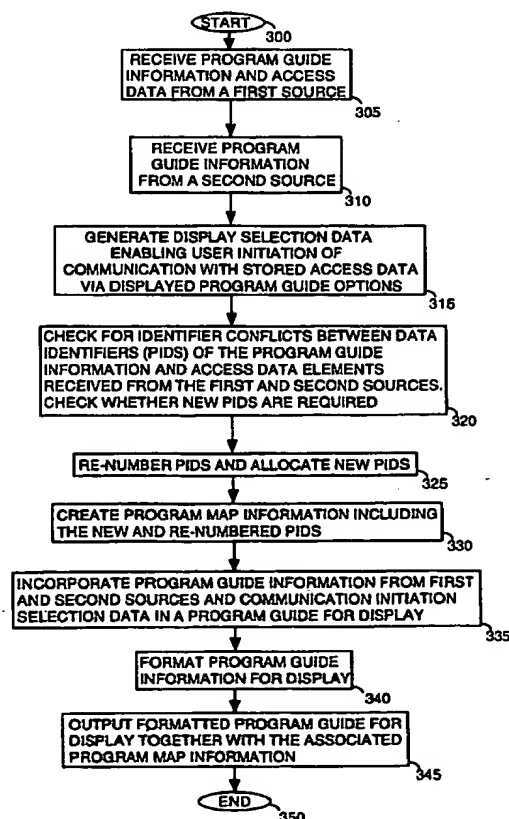 START
300
RECEIVE PROGRAM GUIDE
INFORMATION AND ACCESS
DATA FROM A FIRST SOURCE
305
RECEIVE PROGRAM
GUIDE INFORMATION
FROM A SECOND SOURCE
310
GENERATE DISPLAY SELECTION DATA
ENABLING USER INITIATION OF
COMMUNICATION WITH STORED ACCESS DATA
VIA DISPLAYED PROGRAM GUIDE OPTIONS
315
CHECK FOR IDENTIFIER CONFLICTS BETWEEN DATA
IDENTIFIERS (PIDS) OF THE PROGRAM GUIDE
INFORMATION AND ACCESS DATA ELEMENTS
RECEIVED FROM THE FIRST AND SECOND SOURCES.
CHECK WHETHER NEW PIDS ARE REQUIRED
320
RE-NUMBER PIDS AND ALLOCATE NEW PIDS
325
CREATE PROGRAM MAP INFORMATION INCLUDING
THE NEW AND RE-NUMBERED PIDS
330
INCORPORATE PROGRAM GUIDE INFORMATION FROM FIRST
AND SECOND SOURCES AND COMMUNICATION INITIATION
SELECTION DATA IN A PROGRAM GUIDE FOR DISPLAY
335
FORMAT PROGRAM GUIDE
INFORMATION FOR DISPLAY
340
OUTPUT FORMATTED PROGRAM GUIDE FOR
DISPLAY TOGETHER WITH THE ASSOCIATED
PROGRAM MAP INFORMATION
345
END
350